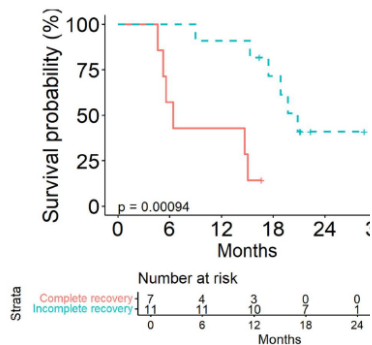 Survival probability (%)
100
75
50
25
0
p = 0.00094
0 6 12 18 24
Months
Number at risk
Strata
Complete recovery 7 4 3 0 0
Incomplete recovery 11 11 10 7 1
0 6 12 18 24
Months